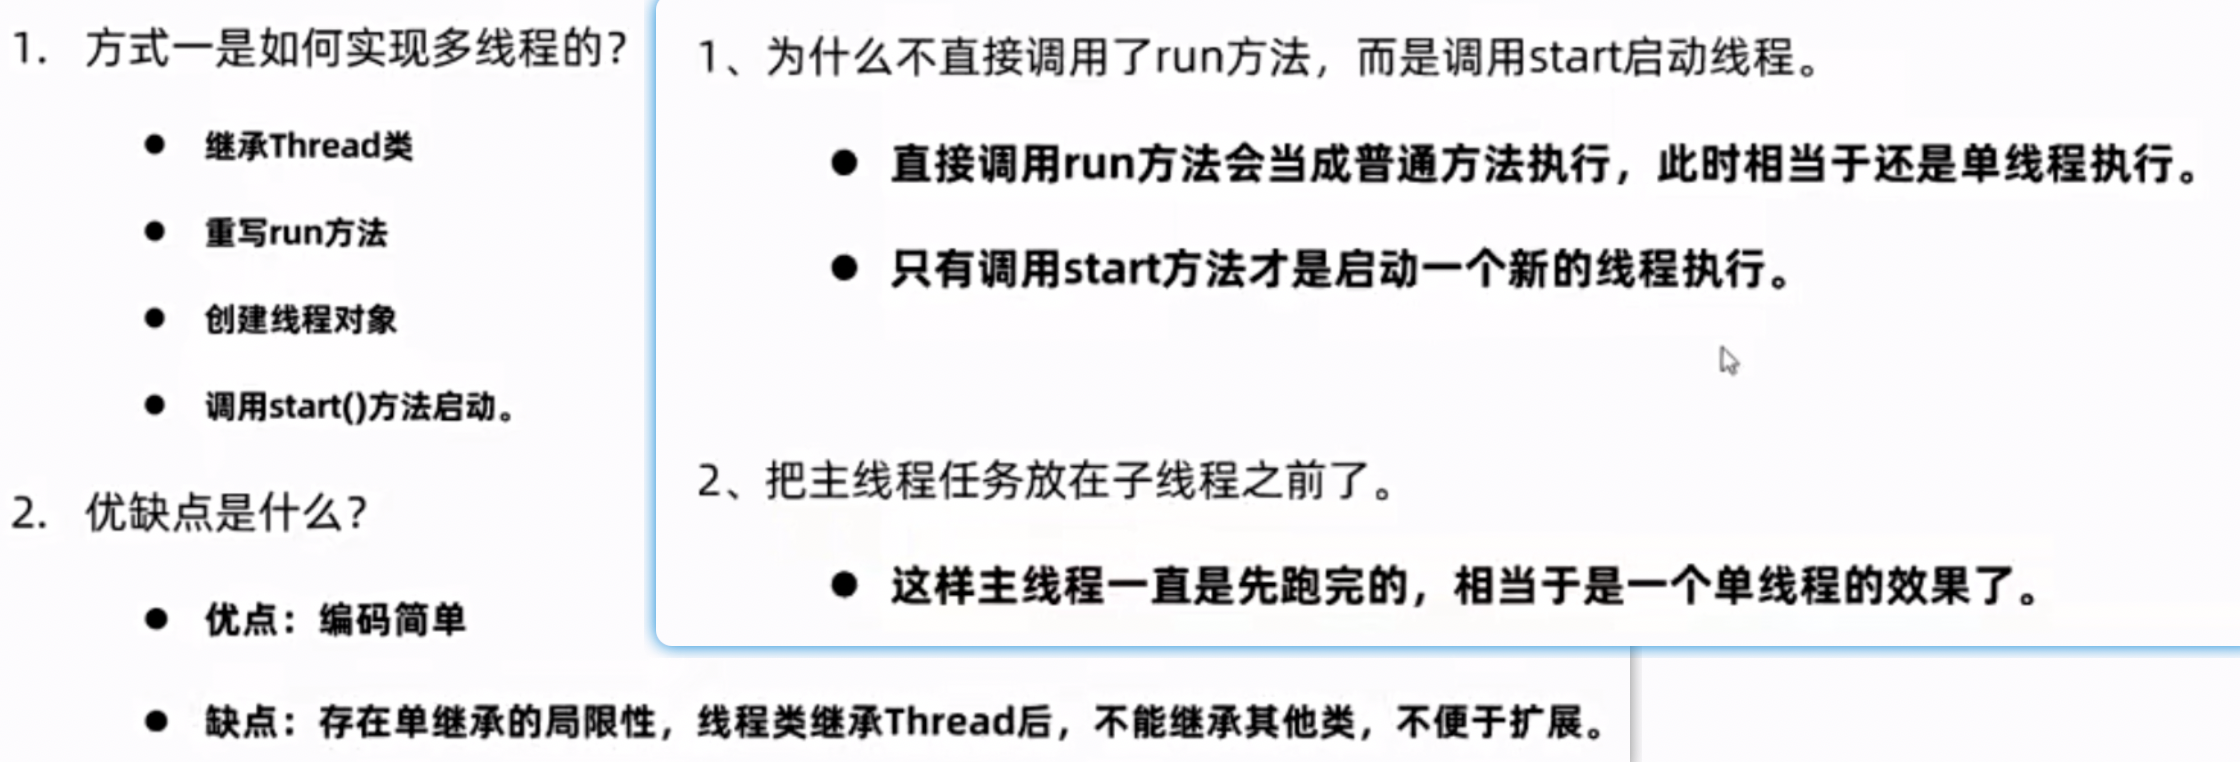 1. 方式一是如何实现多线程的?
● 继承Thread类
● 重写run方法
● 创建线程对象
● 调用start()方法启动。
2. 优缺点是什么?
● 优点：编码简单
● 缺点：存在单继承的局限性，线程类继承Thread后，不能继承其他类，不便于扩展。
1、为什么不直接调用了run方法，而是调用start启动线程。
● 直接调用run方法会当成普通方法执行，此时相当于还是单线程执行。
● 只有调用start方法才是启动一个新的线程执行。
2、把主线程任务放在子线程之前了。
● 这样主线程一直是先跑完的，相当于是一个单线程的效果了。